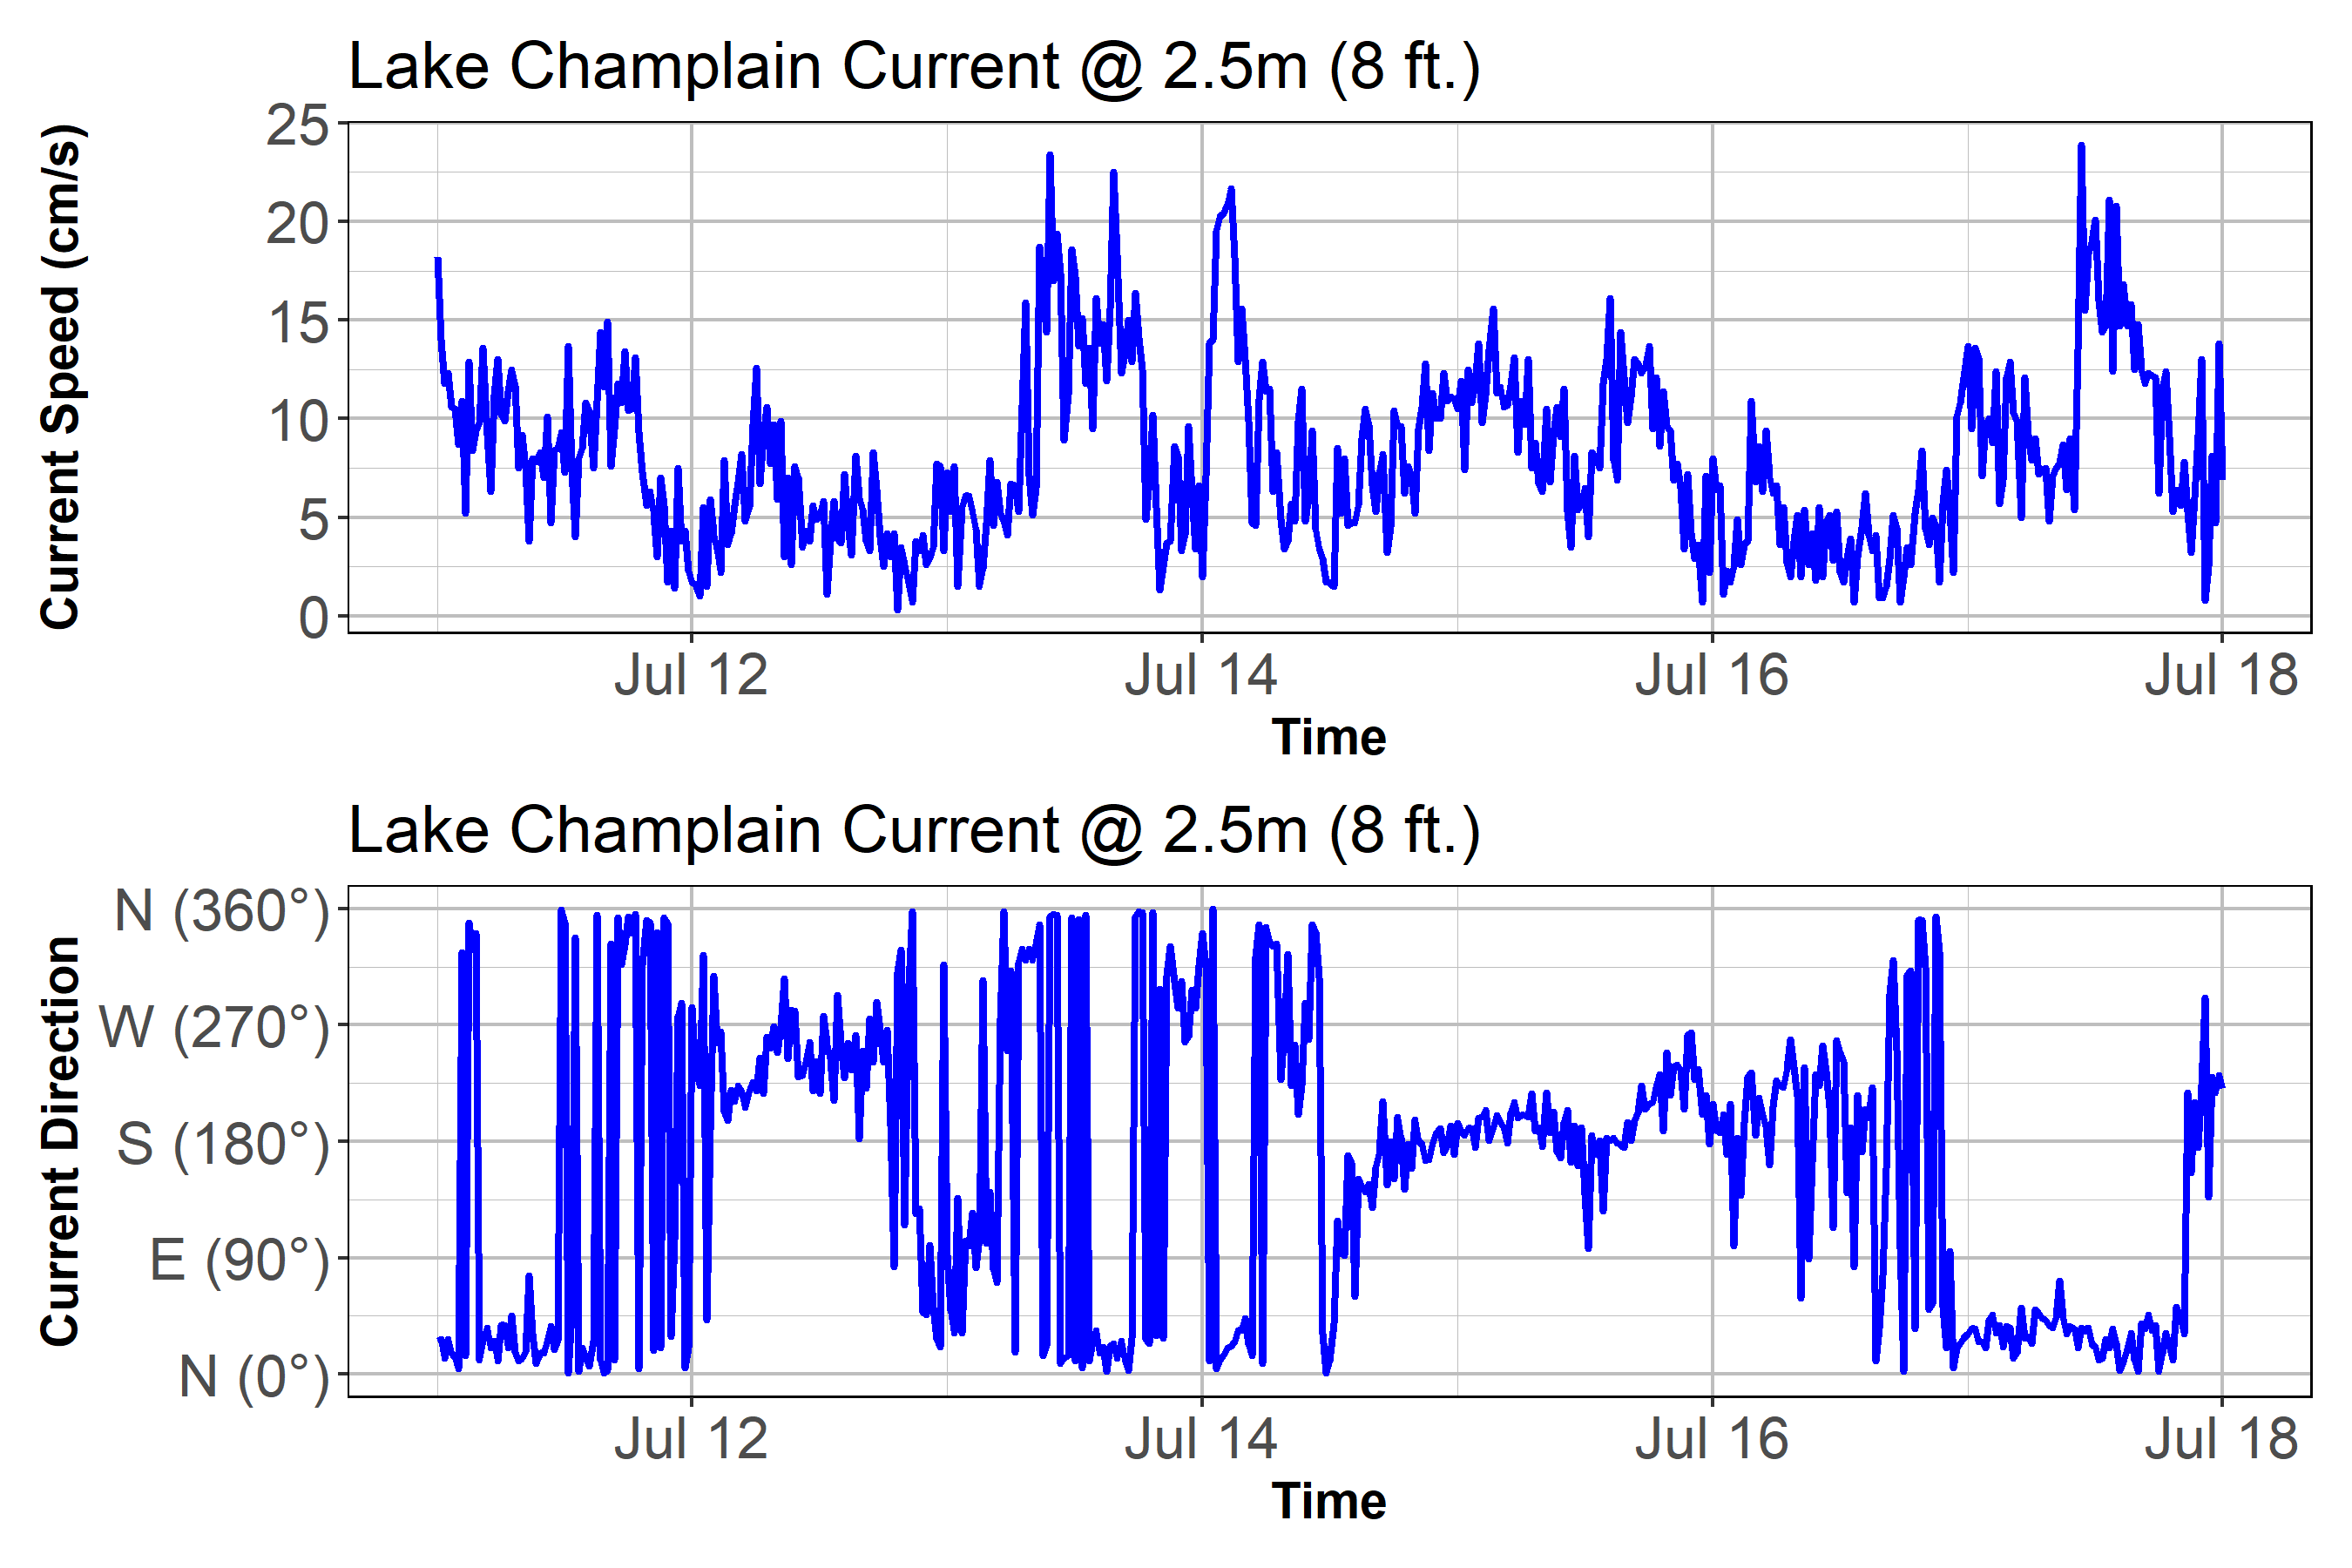 Lake Champlain Current @ 2.5m (8 ft.)
Current Speed (cm/s)
25
20
15
10
5
0
Jul 12 Jul 14 Jul 16 Jul 18
Time
Lake Champlain Current @ 2.5m (8 ft.)
Current Direction
N (360°)
W (270°)
S (180°)
E (90°)
N (0°)
Jul 12 Jul 14 Jul 16 Jul 18
Time